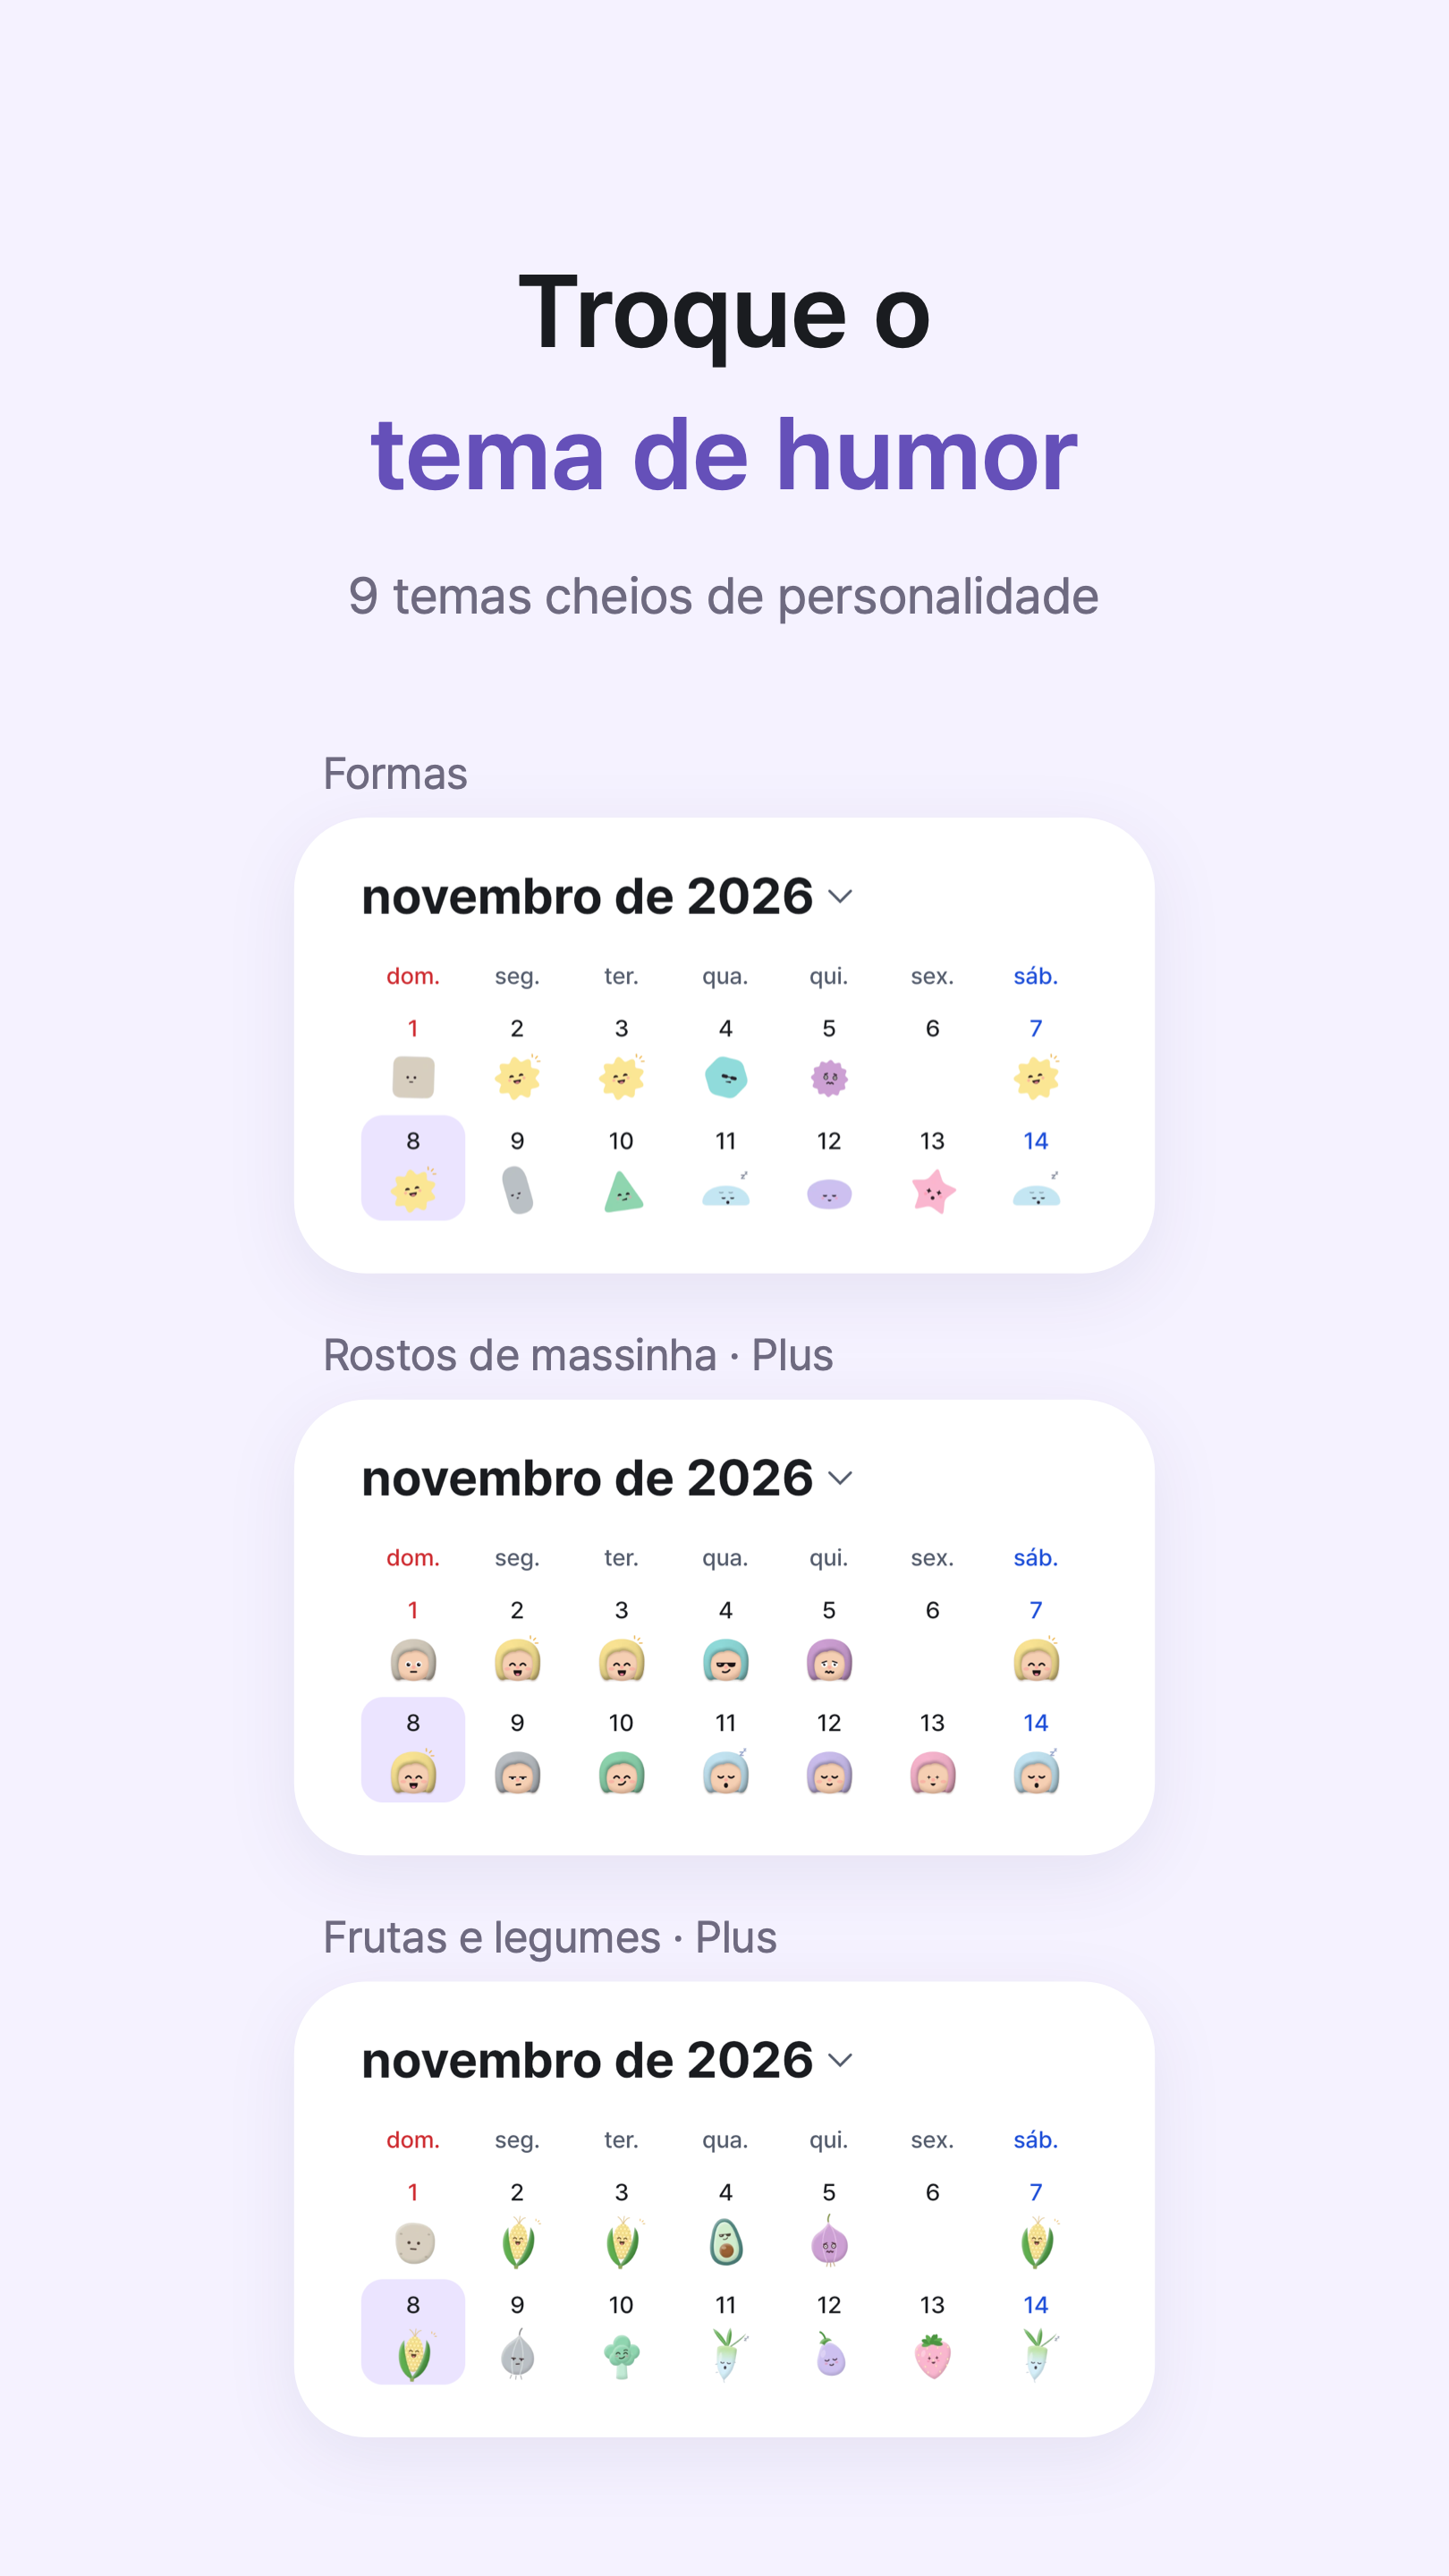 Troque o
tema de humor
9 temas cheios de personalidade
Formas
novembro de 2026
dom. seg. ter. qua. qui. sex. sáb.
1 2 3 4 5 6 7
8 9 10 11 12 13 14
Rostos de massinha · Plus
novembro de 2026
dom. seg. ter. qua. qui. sex. sáb.
1 2 3 4 5 6 7
8 9 10 11 12 13 14
Frutas e legumes · Plus
novembro de 2026
dom. seg. ter. qua. qui. sex. sáb.
1 2 3 4 5 6 7
8 9 10 11 12 13 14